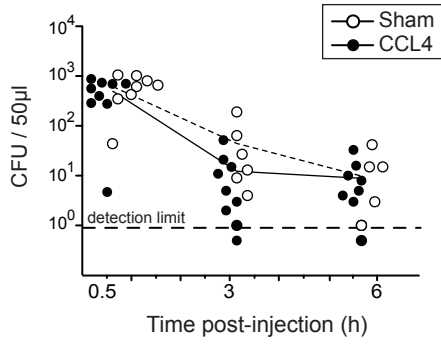 Sham
CCL4
CFU / 50µl
10⁴
10³
10²
10¹
10⁰
detection limit
0.5
3
6
Time post-injection (h)